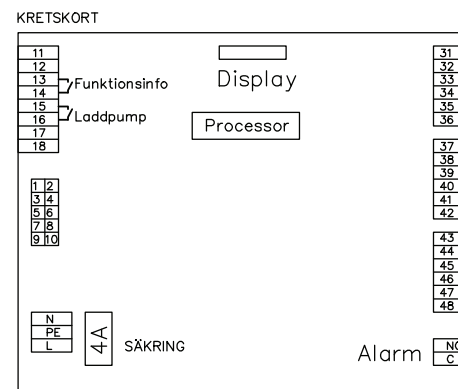 KRETSKORT
11
12
13
14
Funktionsinfo
15
16
Laddpump
17
18
Display
Processor
31
32
33
34
35
36
37
38
39
40
41
42
43
44
45
46
47
48
1 2
3 4
5 6
7 8
9 10
N
PE
L
4A
SÄKRING
Alarm
C